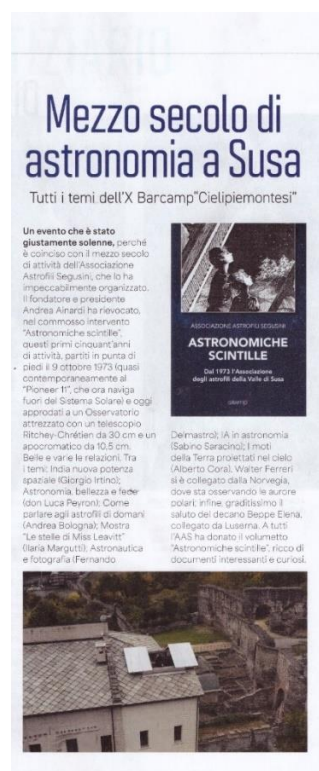 Mezzo secolo di
astronomia a Susa
Tutti i temi dell'X Barcamp"Cielipiemontesi"
Un evento che è stato
giustamente solenne, perché
è coinciso con il mezzo secolo
di attività dell'Associazione
Astrofili Segusini, che lo ha
impeccabilmente organizzato.
Il fondatore e presidente
Andrea Ainardi ha rievocato,
nel commosso intervento
"Astronomiche scintille",
questi primi cinquant'anni
di attività, partiti in punta di
piedi il 9 ottobre 1973 (quasi
contemporaneamente al
"Pioneer 11", che ora naviga
fuori del Sistema Solare) e oggi
approdati a un Osservatorio
attrezzato con un telescopio
Ritchey-Chrétien da 30 cm e un
apocromatico da 10,5 cm.
Belle e varie le relazioni. Tra
i temi: India nuova potenza
spaziale (Giorgio Irtino);
Astronomia, bellezza e fede
(don Luca Peyron); Come
parlare agli astrofili di domani
(Andrea Bologna); Mostra
"Le stelle di Miss Leavitt"
(Ilaria Margutti); Astronautica
e fotografia (Fernando
ASSOCIAZIONE ASTROFILI SEGUSINI
ASTRONOMICHE
SCINTILLE
Dal 1973 l'Associazione
degli astrofili della Valle di Susa
Delmastro); IA in astronomia
(Sabino Saracino); I moti
della Terra proiettati nel cielo
(Alberto Cora). Walter Ferreri
si è collegato dalla Norvegia,
dove sta osservando le aurore
polari; infine, graditissimo il
saluto del decano Beppe Elena,
collegato da Luserna. A tutti
l'AAS ha donato il volumetto
"Astronomiche scintille", ricco di
documenti interessanti e curiosi.